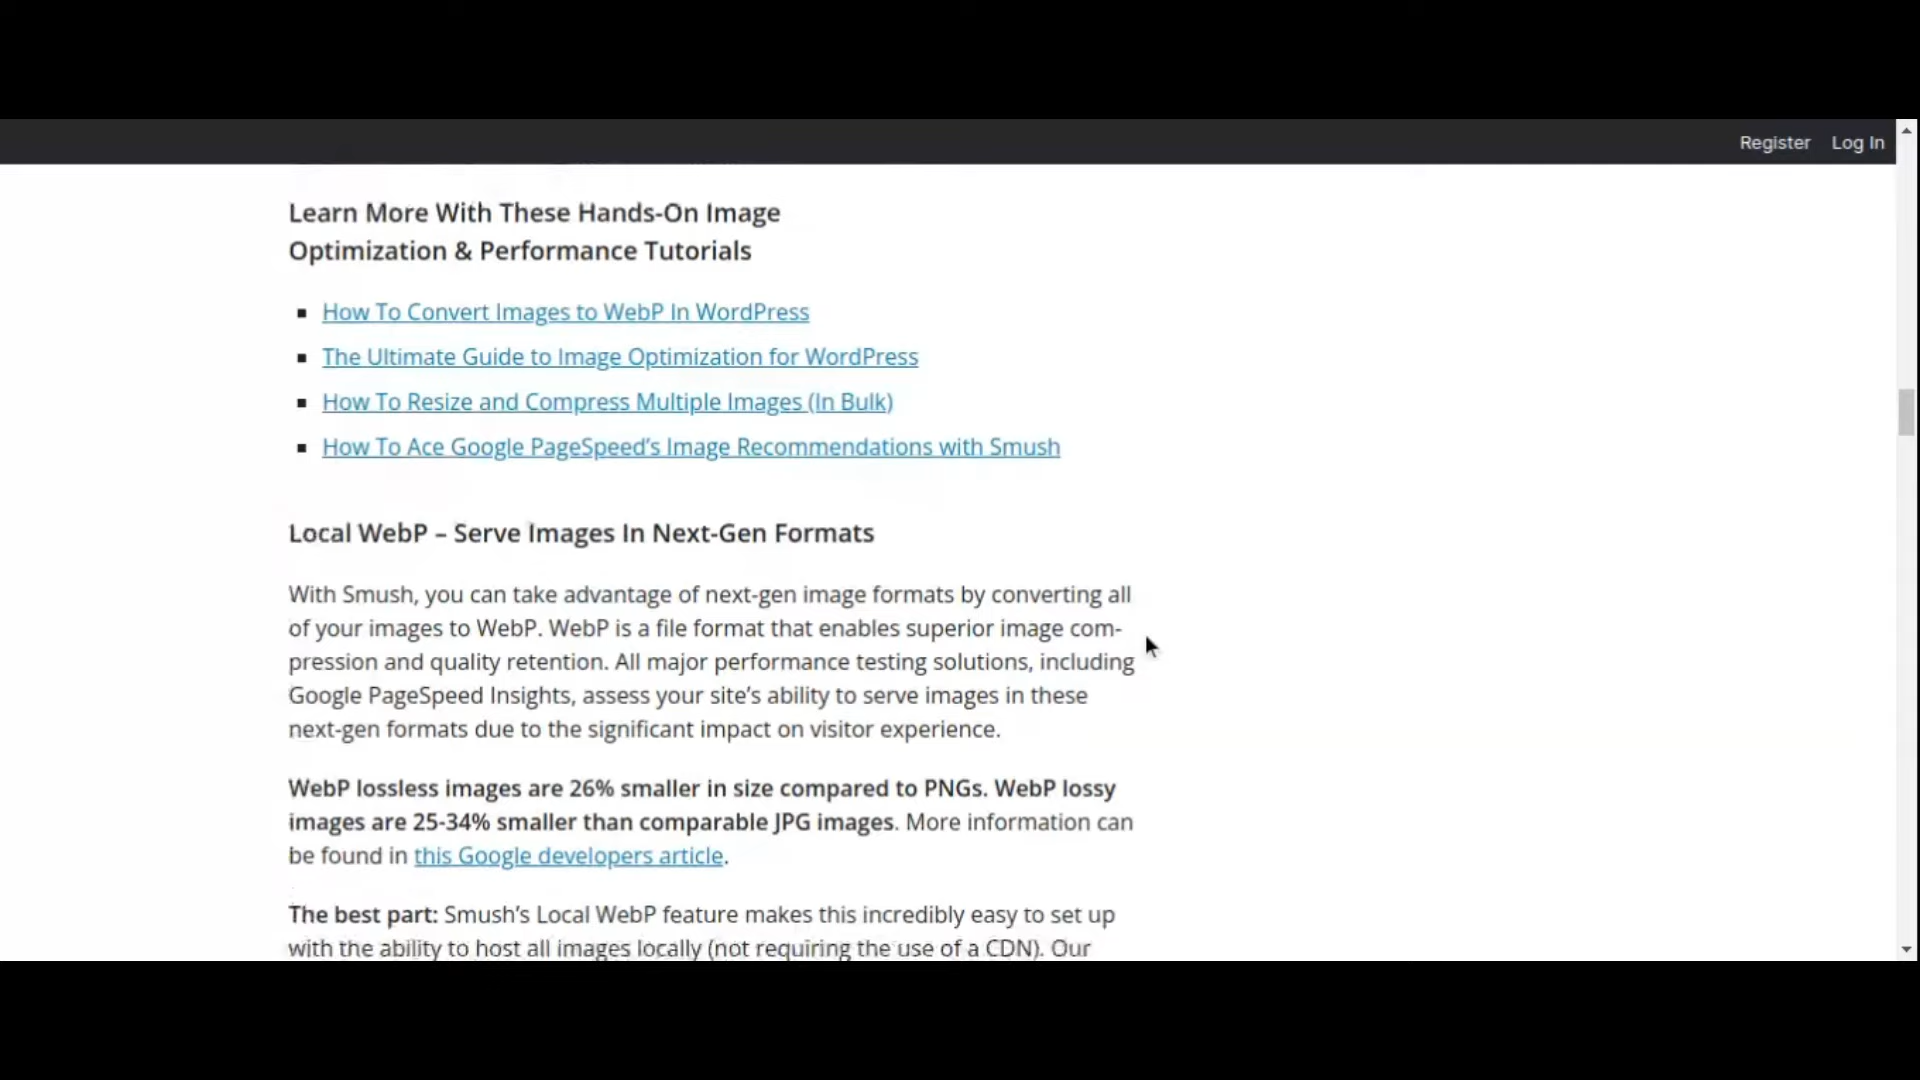 Register Log In
Learn More With These Hands-On Image
Optimization & Performance Tutorials
▪ How To Convert Images to WebP In WordPress
▪ The Ultimate Guide to Image Optimization for WordPress
▪ How To Resize and Compress Multiple Images (In Bulk)
▪ How To Ace Google PageSpeed’s Image Recommendations with Smush
Local WebP – Serve Images In Next-Gen Formats
With Smush, you can take advantage of next-gen image formats by converting all
of your images to WebP. WebP is a file format that enables superior image com-
pression and quality retention. All major performance testing solutions, including
Google PageSpeed Insights, assess your site’s ability to serve images in these
next-gen formats due to the significant impact on visitor experience.
WebP lossless images are 26% smaller in size compared to PNGs. WebP lossy
images are 25-34% smaller than comparable JPG images. More information can
be found in this Google developers article.
The best part: Smush’s Local WebP feature makes this incredibly easy to set up
with the ability to host all images locally (not requiring the use of a CDN). Our